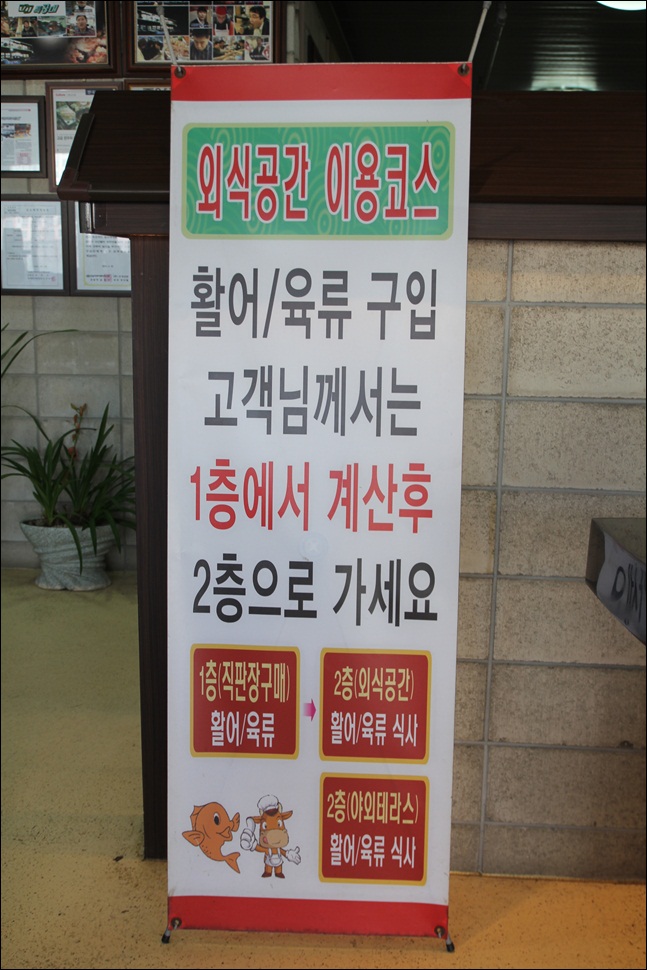 외식공간 이용코스
활어/육류 구입
고객님께서는
1층에서 계산후
2층으로 가세요
1층(직판장구매)
활어/육류
2층(외식공간)
활어/육류 식사
2층(야외테라스)
활어/육류 식사